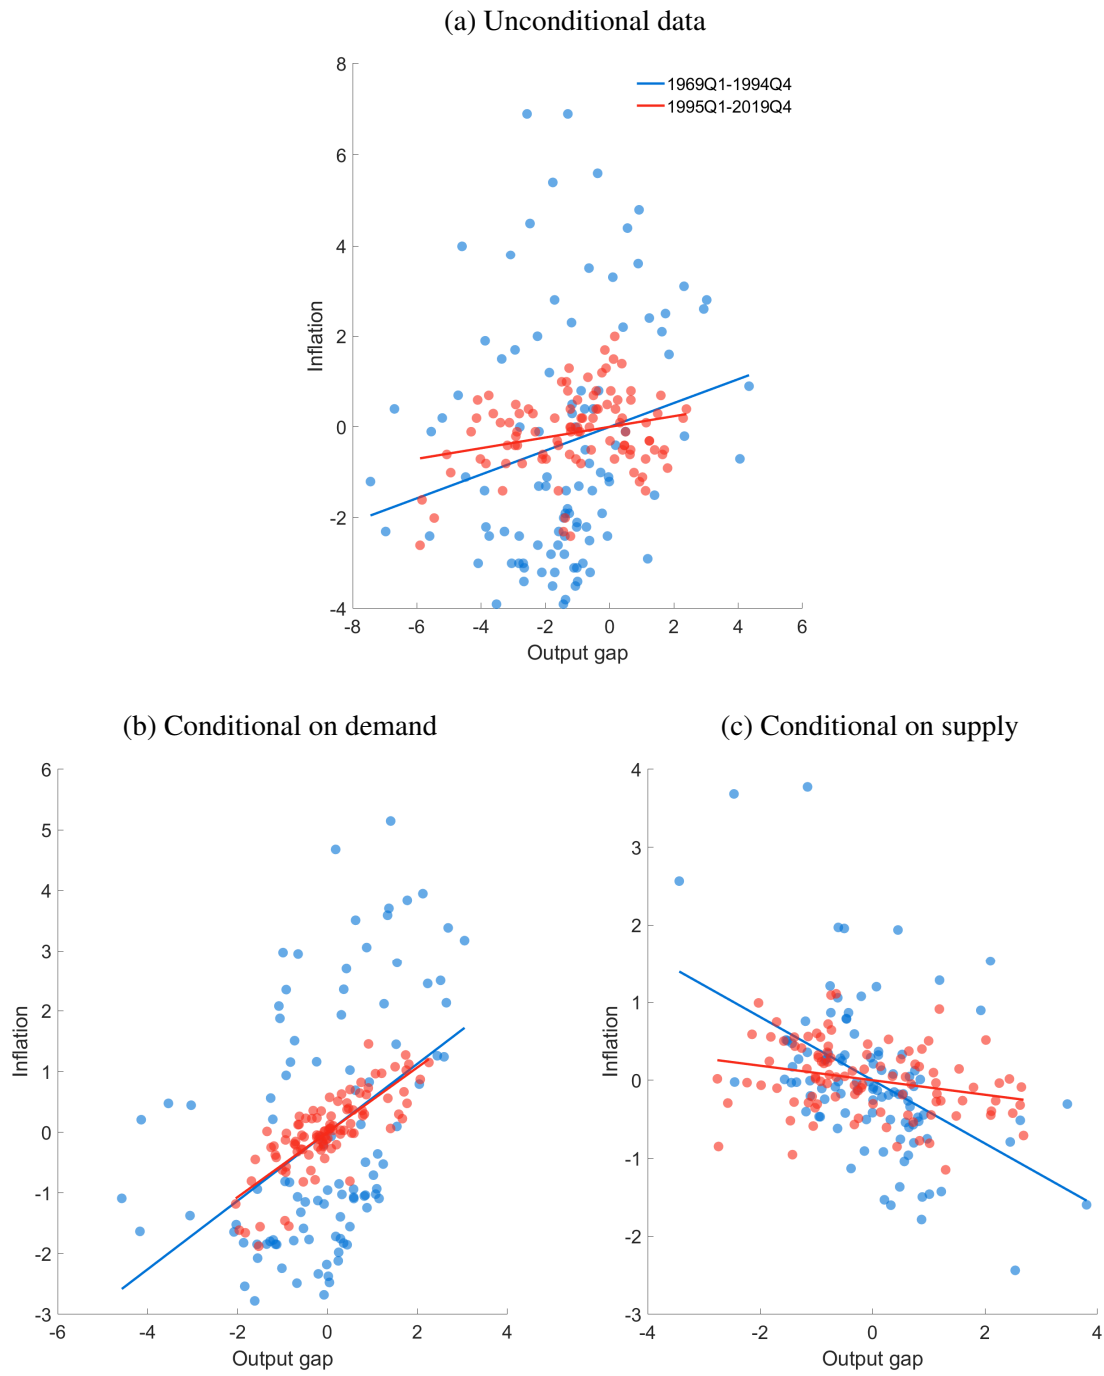 (a) Unconditional data
8
1969Q1-1994Q4
1995Q1-2019Q4
6
4
2
Inflation
0
-2
-4
-8 -6 -4 -2 0 2 4 6
Output gap
(b) Conditional on demand
6
5
4
3
2
1
Inflation
0
-1
-2
-3
-6 -4 -2 0 2 4
Output gap
(c) Conditional on supply
4
3
2
1
Inflation
0
-1
-2
-3
-4 -2 0 2 4
Output gap